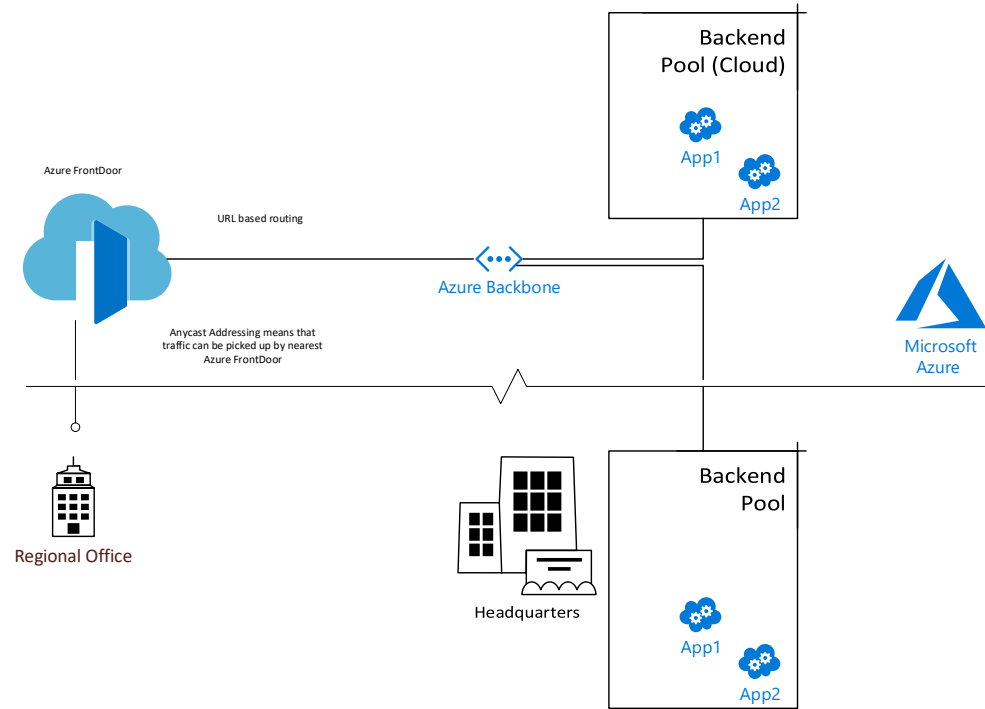 Backend
Pool (Cloud)
App1
App2
Azure FrontDoor
URL based routing
Azure Backbone
Anycast Addressing means that
traffic can be picked up by nearest
Azure FrontDoor
Microsoft
Azure
Regional Office
Headquarters
Backend
Pool
App1
App2